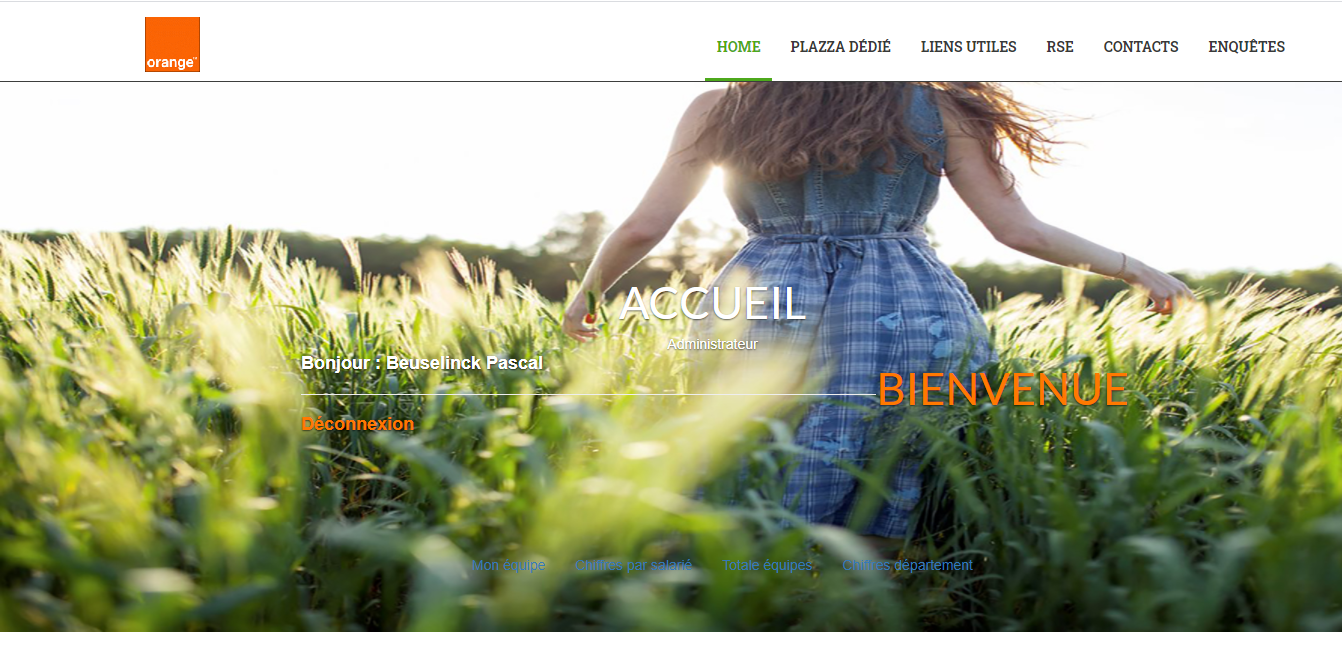 orange™
HOME PLAZZA DÉDIÉ LIENS UTILES RSE CONTACTS ENQUÊTES
ACCUEIL
Administrateur
Bonjour : Beuselinck Pascal
BIENVENUE
Déconnexion
Mon équipe Chiffres par salarié Totale équipes Chiffres département